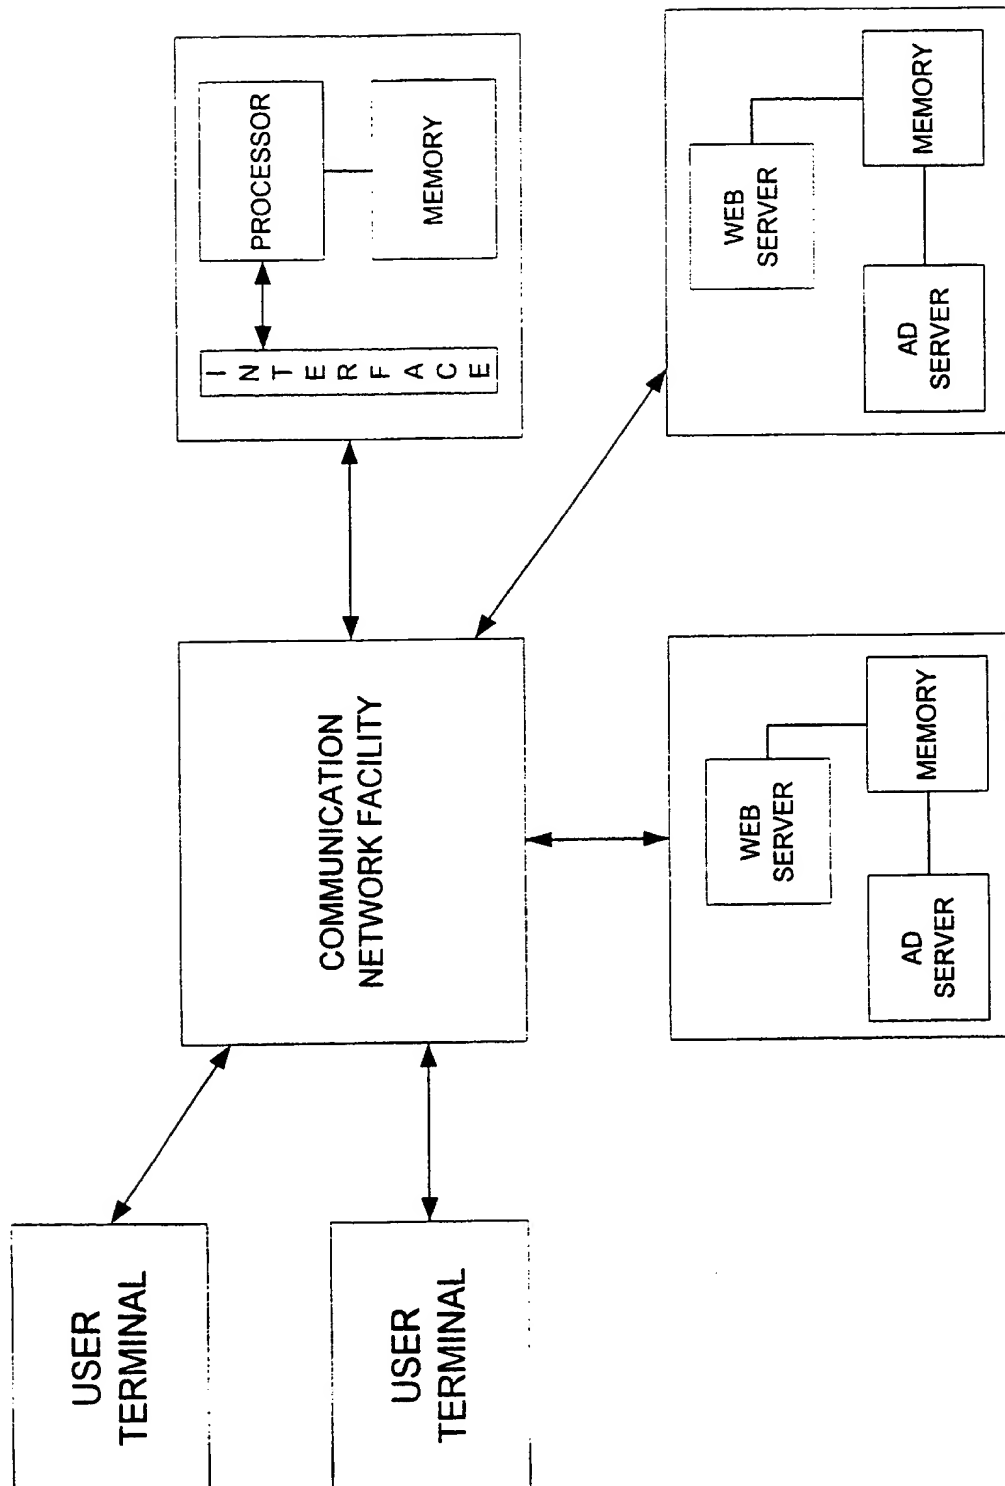 USER
TERMINAL
USER
TERMINAL
COMMUNICATION
NETWORK FACILITY
INTERFACE
PROCESSOR
MEMORY
WEB
SERVER
AD
SERVER
MEMORY
WEB
SERVER
AD
SERVER
MEMORY